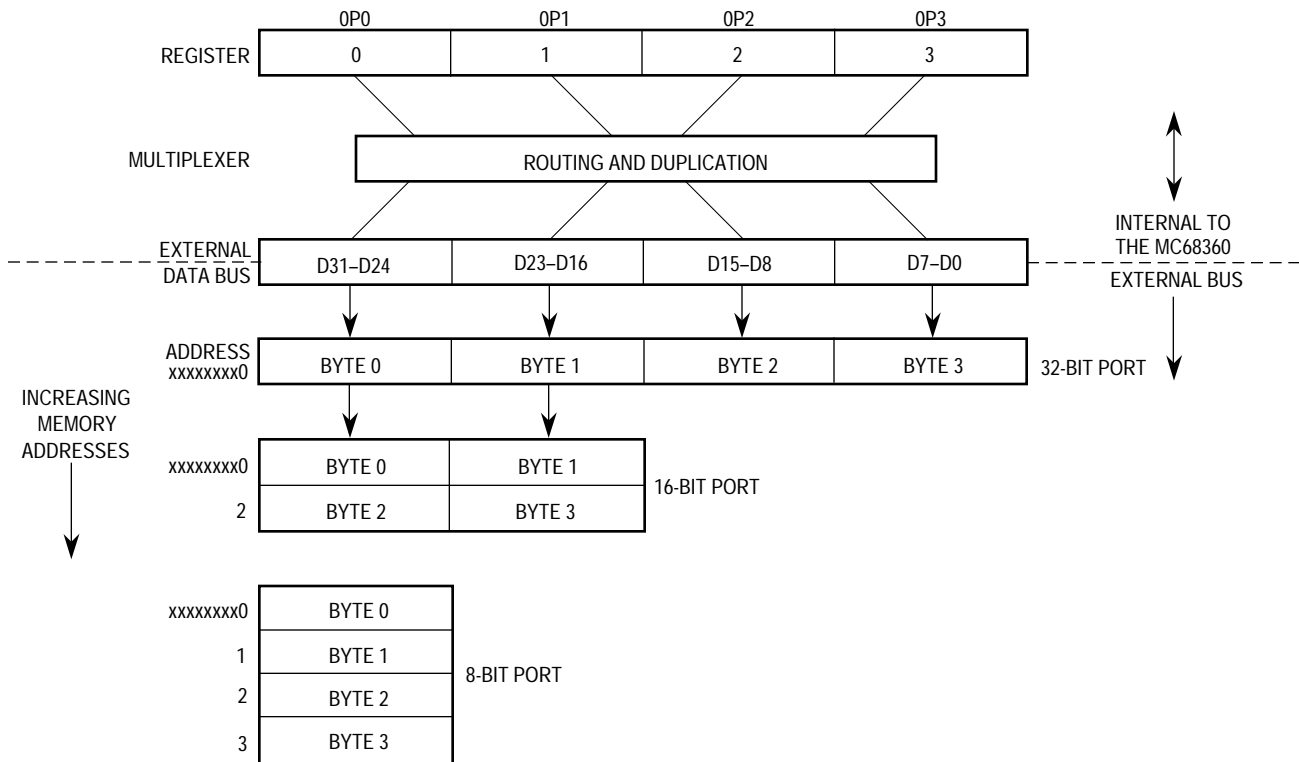 0P0 0P1 0P2 0P3
REGISTER 0 1 2 3
MULTIPLEXER ROUTING AND DUPLICATION
INTERNAL TO
THE MC68360
EXTERNAL
DATA BUS
D31–D24 D23–D16 D15–D8 D7–D0
EXTERNAL BUS
ADDRESS
xxxxxxxx0
BYTE 0 BYTE 1 BYTE 2 BYTE 3 32-BIT PORT
INCREASING
MEMORY
ADDRESSES
xxxxxxxx0 BYTE 0 BYTE 1
16-BIT PORT
2 BYTE 2 BYTE 3
xxxxxxxx0 BYTE 0
1 BYTE 1
8-BIT PORT
2 BYTE 2
3 BYTE 3